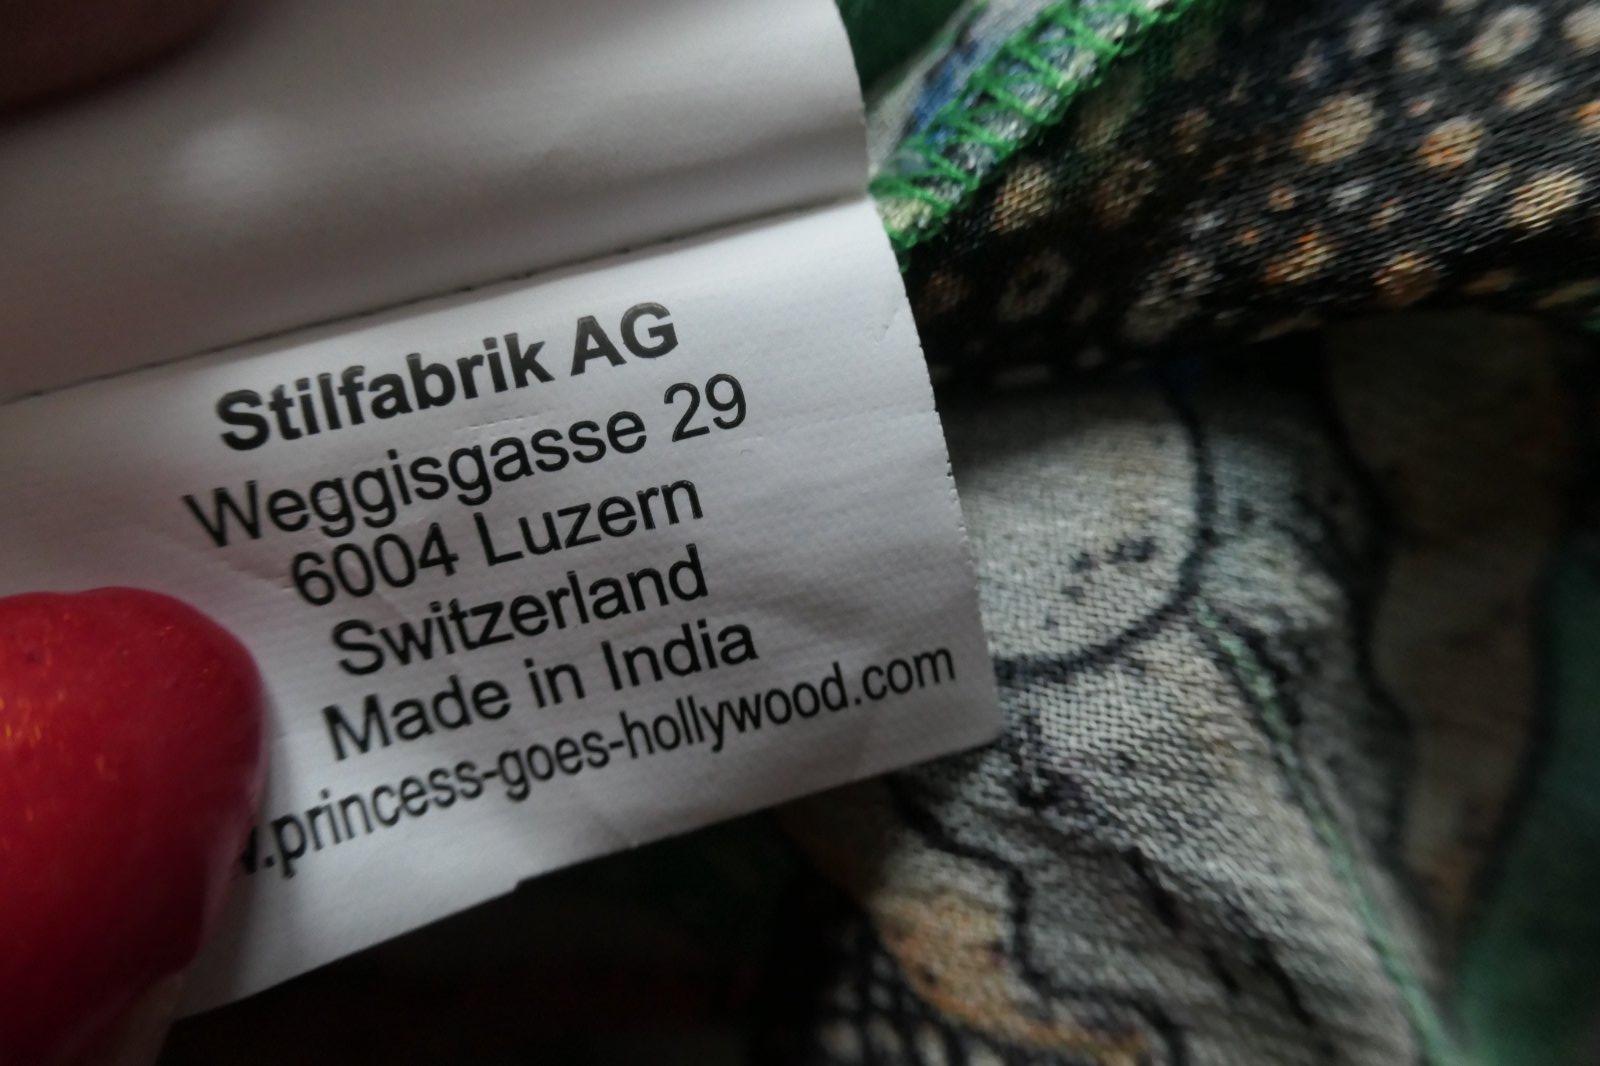 Stilfabrik AG
Weggisgasse 29
6004 Luzern
Switzerland
Made in India
.princess-goes-hollywood.com